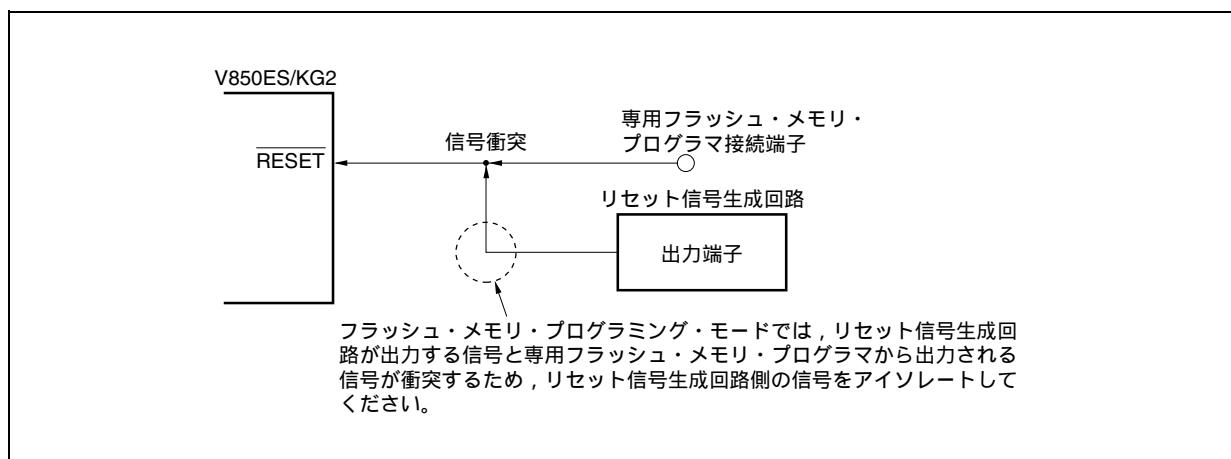 V850ES/KG2
信号衝突
専用フラッシュ・メモリ・
プログラマ接続端子
RESET
リセット信号生成回路
出力端子
フラッシュ・メモリ・プログラミング・モードでは，リセット信号生成回
路が出力する信号と専用フラッシュ・メモリ・プログラマから出力される
信号が衝突するため，リセット信号生成回路側の信号をアイソレートして
ください。